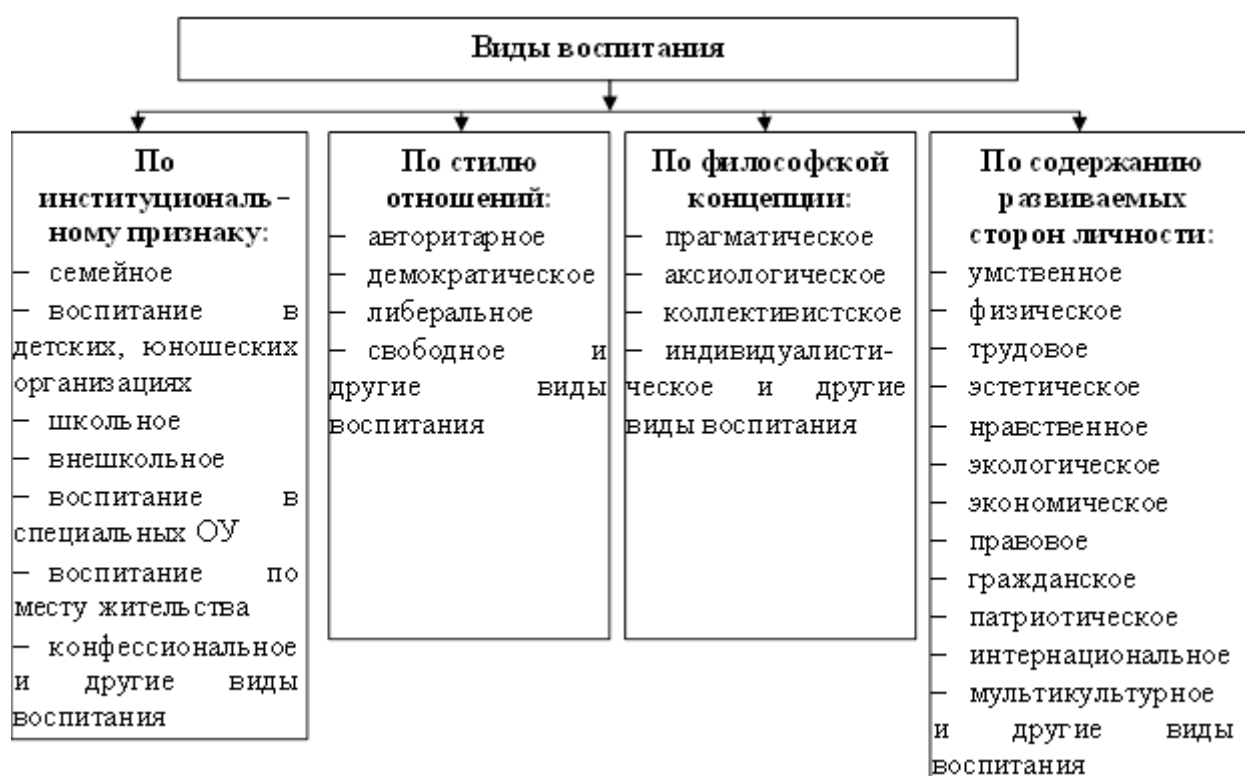 Виды воспитания
По
институциональ–
ному признаку:
– семейное
– воспитание в
детских, юношеских
организациях
– школьное
– внешкольное
– воспитание в
специальных ОУ
– воспитание по
месту жительства
– конфессиональное
и другие виды
воспитания
По стилю
отношений:
– авторитарное
– демократическое
– либеральное
– свободное и
другие виды
воспитания
По философской
концепции:
– прагматическое
– аксиологическое
– коллективистское
– индивидуалисти-
ческое и другие
виды воспитания
По содержанию
развиваемых
сторон личности:
– умственное
– физическое
– трудовое
– эстетическое
– нравственное
– экологическое
– экономическое
– правовое
– гражданское
– патриотическое
– интернациональное
– мультикультурное
и другие виды
воспитания